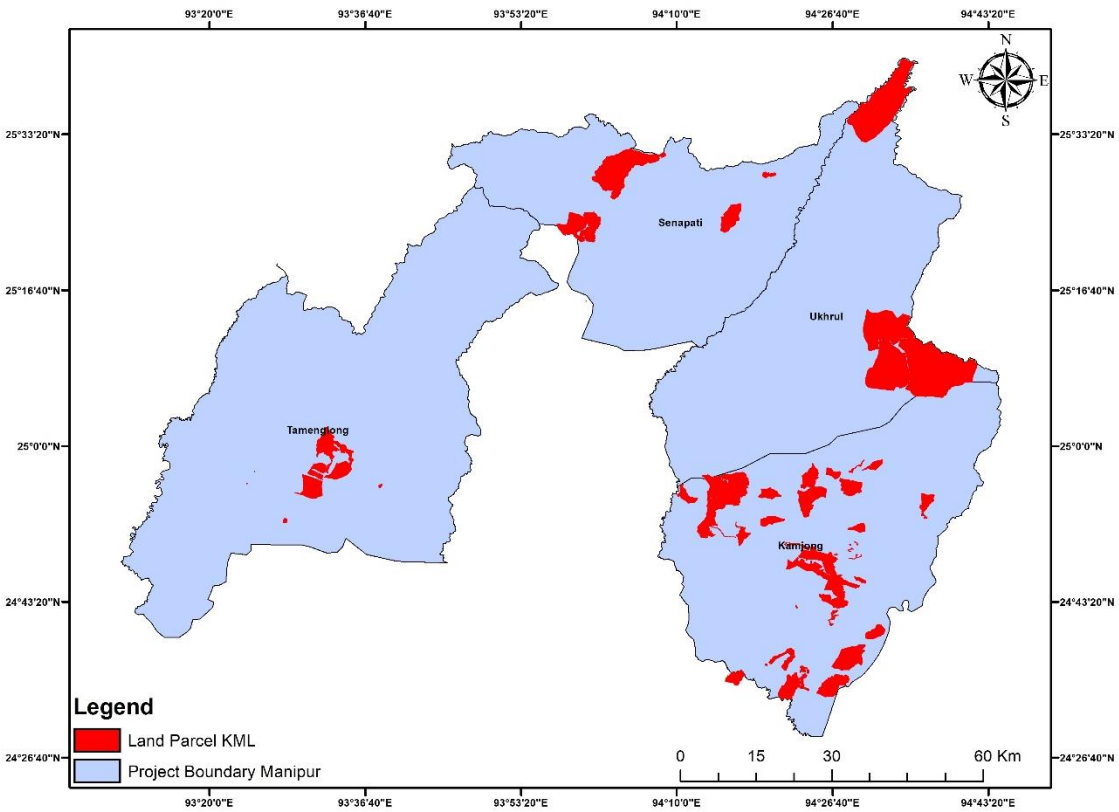 93°20'0"E 93°36'40"E 93°53'20"E 94°10'0"E 94°26'40"E 94°43'20"E
N
W E
S
25°33'20"N 25°33'20"N
Senapati
25°16'40"N 25°16'40"N
Ukhrul
Tamenglong
25°0'0"N 25°0'0"N
Kamjong
24°43'20"N 24°43'20"N
Legend
Land Parcel KML
Project Boundary Manipur
0 15 30 60 Km
24°26'40"N 24°26'40"N
93°20'0"E 93°36'40"E 93°53'20"E 94°10'0"E 94°26'40"E 94°43'20"E